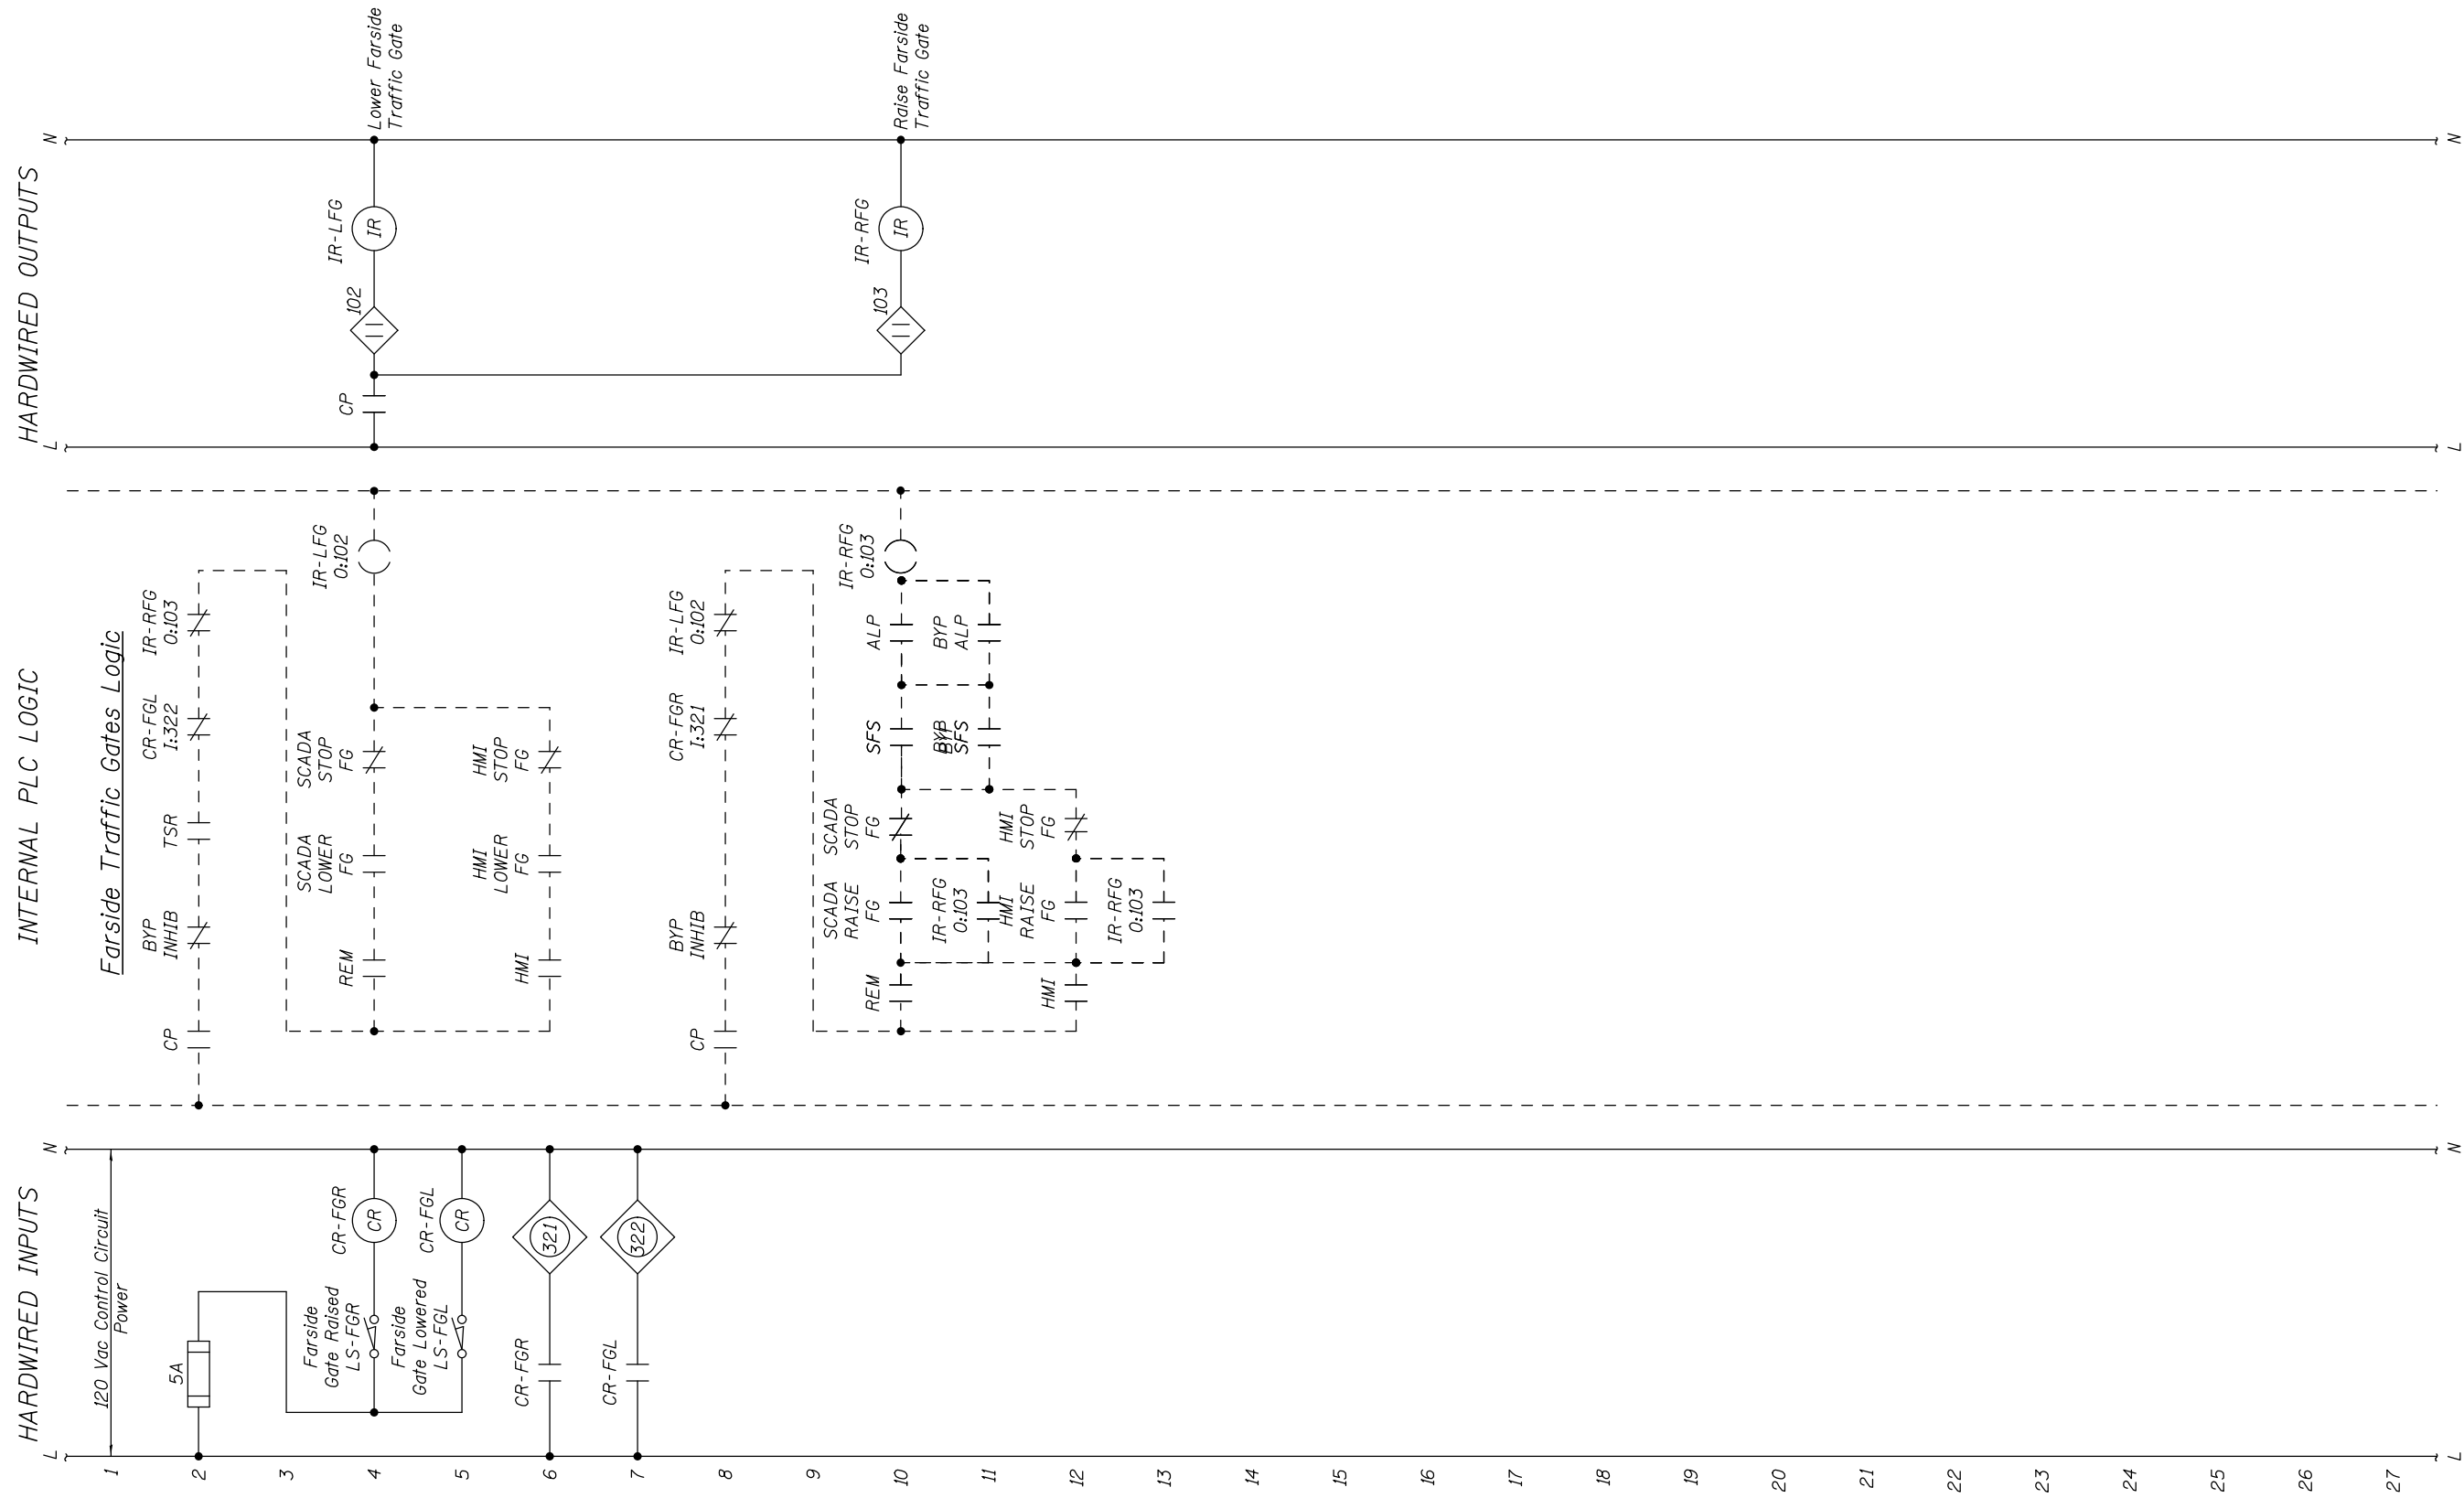 HARDWIRED INPUTS
L
N
1
120 Vac Control Circuit
Power
2
5A
3
4
Farside
Gate Raised
LS-FGR
CR-FGR
CR
5
Farside
Gate Lowered
LS-FGL
CR-FGL
CR
6
CR-FGR
321
7
CR-FGL
322
8
9
10
11
12
13
14
15
16
17
18
19
20
21
22
23
24
25
26
27
L
N
INTERNAL PLC LOGIC
Farside Traffic Gates Logic
CP
BYP
INHIB
TSR
CR-FGL
I:322
IR-RFG
O:103
REM
SCADA
LOWER
FG
SCADA
STOP
FG
IR-LFG
O:102
HMI
HMI
LOWER
FG
HMI
STOP
FG
CP
BYP
INHIB
CR-FGR
I:321
IR-LFG
O:102
REM
SCADA
RAISE
FG
SCADA
STOP
FG
SFS
ALP
IR-RFG
O:103
IR-RFG
O:103
BYP
BYP
SFS
BYP
ALP
HMI
HMI
RAISE
FG
HMI
STOP
FG
IR-RFG
O:103
HARDWIRED OUTPUTS
L
N
CP
102
IR-LFG
IR
Lower Farside
Traffic Gate
103
IR-RFG
IR
Raise Farside
Traffic Gate
L
N